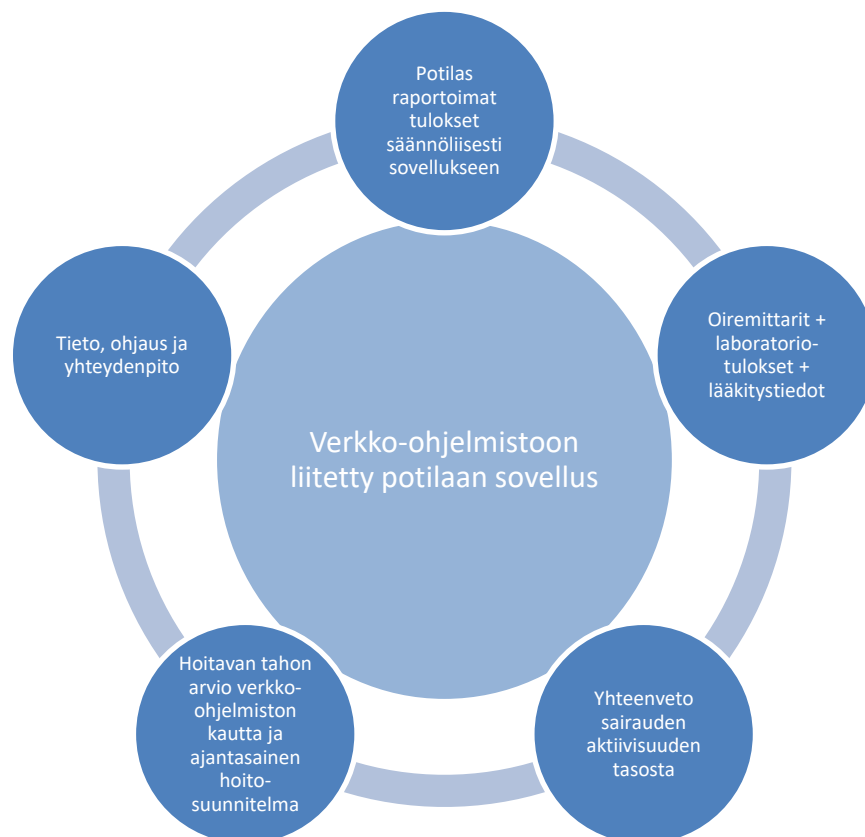 Potilas
raportoimat
tulokset
säännöliisesti
sovellukseen
Oiremittarit +
laboratorio-
tulokset +
lääkitystiedot
Yhteenveto
sairauden
aktiivisuuden
tasosta
Hoitavan tahon
arvio verkko-
ohjelmiston
kautta ja
ajantasainen
hoito-
suunnitelma
Tieto, ohjaus ja
yhteydenpito
Verkko-ohjelmistoon
liitetty potilaan sovellus